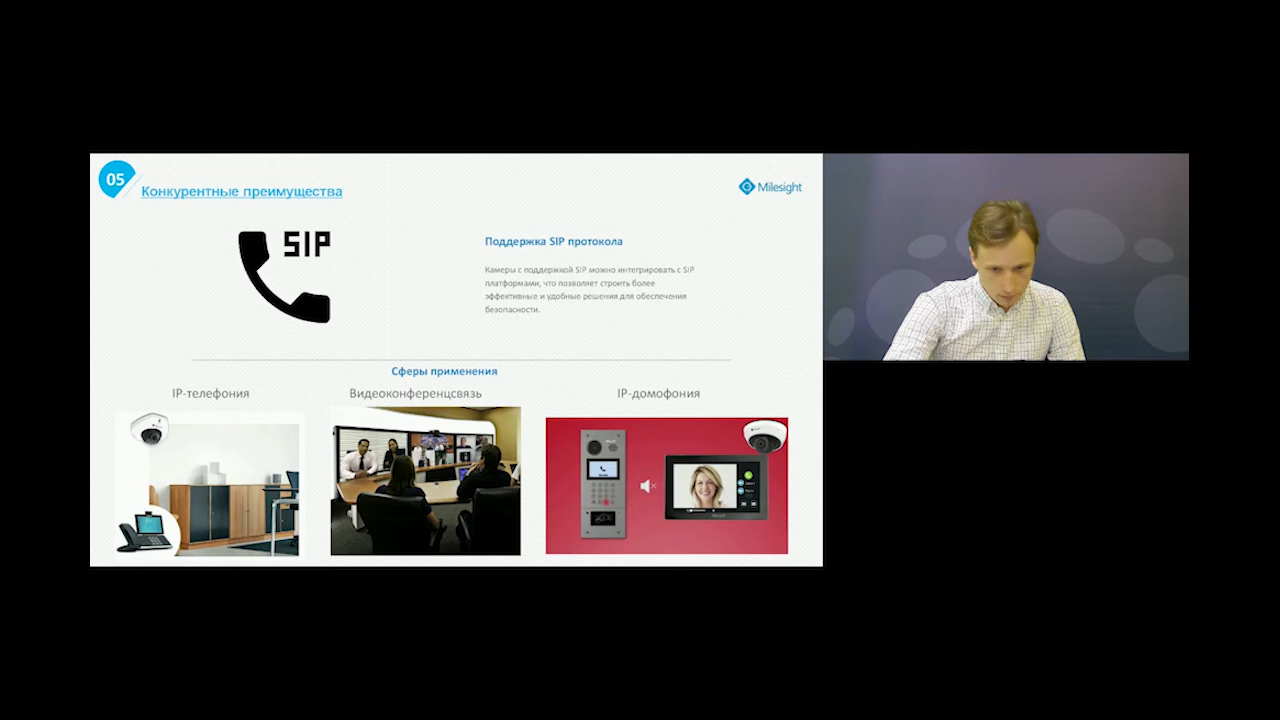 05
Конкурентные преимущества
Milesight
SIP
Поддержка SIP протокола
Камеры с поддержкой SIP можно интегрировать с SIP
платформами, что позволяет строить более
эффективные и удобные решения для обеспечения
безопасности.
Сферы применения
IP-телефония
Видеоконференцсвязь
IP-домофония